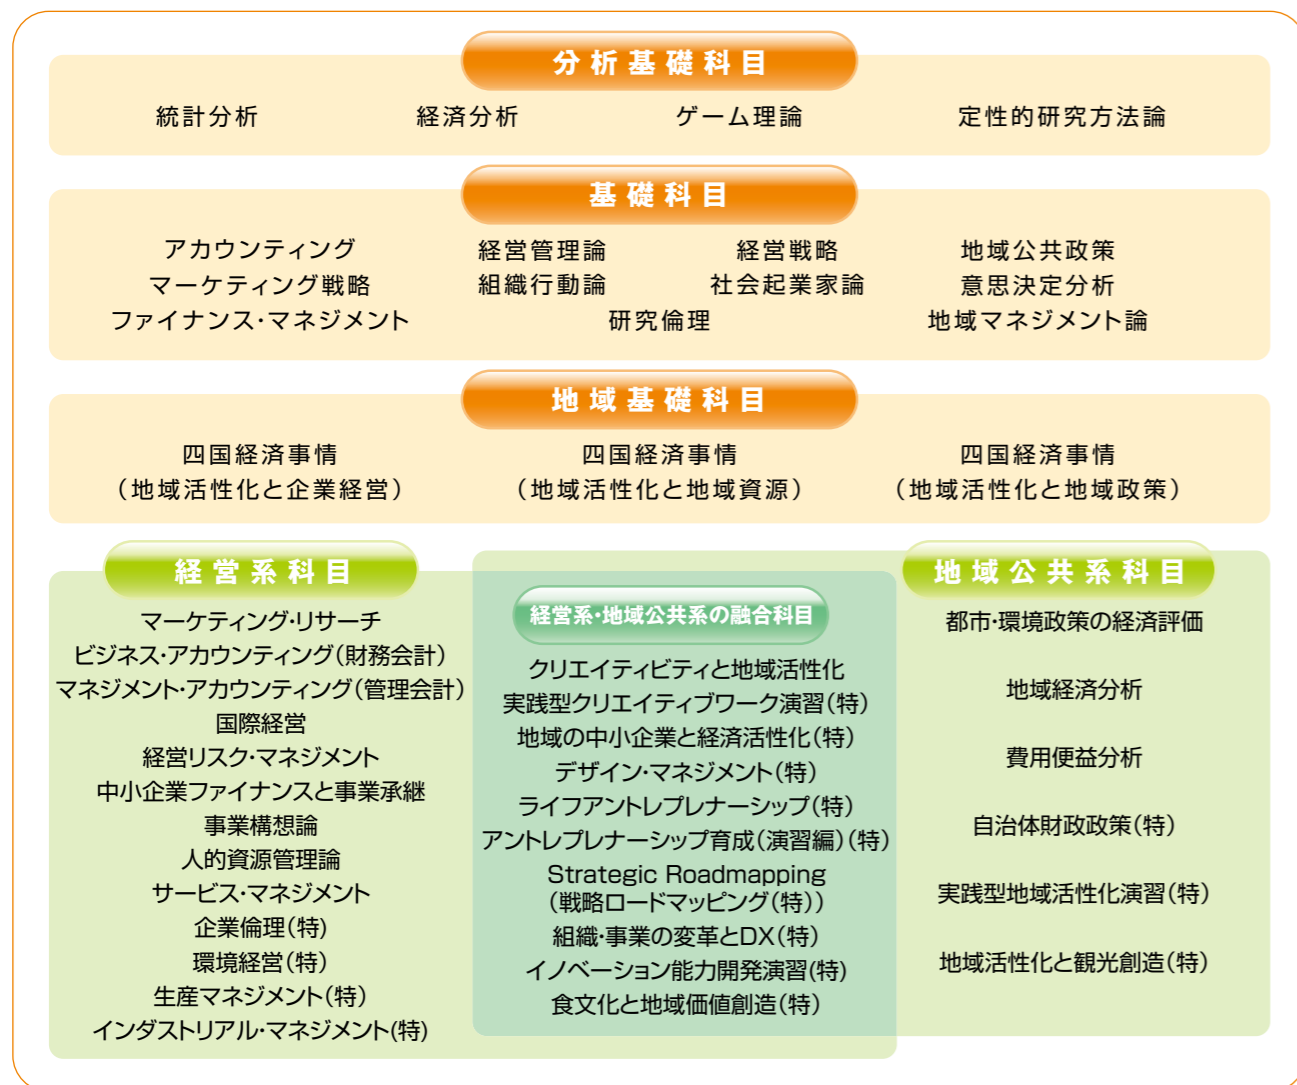 分析基礎科目
統計分析 経済分析 ゲーム理論 定性的研究方法論
基礎科目
アカウンティング 経営管理論 経営戦略 地域公共政策
マーケティング戦略 組織行動論 社会起業家論 意思決定分析
ファイナンス・マネジメント 研究倫理 地域マネジメント論
地域基礎科目
四国経済事情 四国経済事情 四国経済事情
（地域活性化と企業経営） （地域活性化と地域資源） （地域活性化と地域政策）
経営系科目
マーケティング・リサーチ
ビジネス・アカウンティング（財務会計）
マネジメント・アカウンティング（管理会計）
国際経営
経営リスク・マネジメント
中小企業ファイナンスと事業承継
事業構想論
人的資源管理論
サービス・マネジメント
企業倫理（特）
環境経営（特）
生産マネジメント（特）
インダストリアル・マネジメント(特)
経営系・地域公共系の融合科目
クリエイティビティと地域活性化
実践型クリエイティブワーク演習（特）
地域の中小企業と経済活性化（特）
デザイン・マネジメント（特）
ライフアントレプレナーシップ（特）
アントレプレナーシップ育成（演習編）（特）
Strategic Roadmapping
（戦略ロードマッピング（特））
組織・事業の変革とDX（特）
イノベーション能力開発演習(特)
食文化と地域価値創造（特）
地域公共系科目
都市・環境政策の経済評価
地域経済分析
費用便益分析
自治体財政政策（特）
実践型地域活性化演習（特）
地域活性化と観光創造（特）